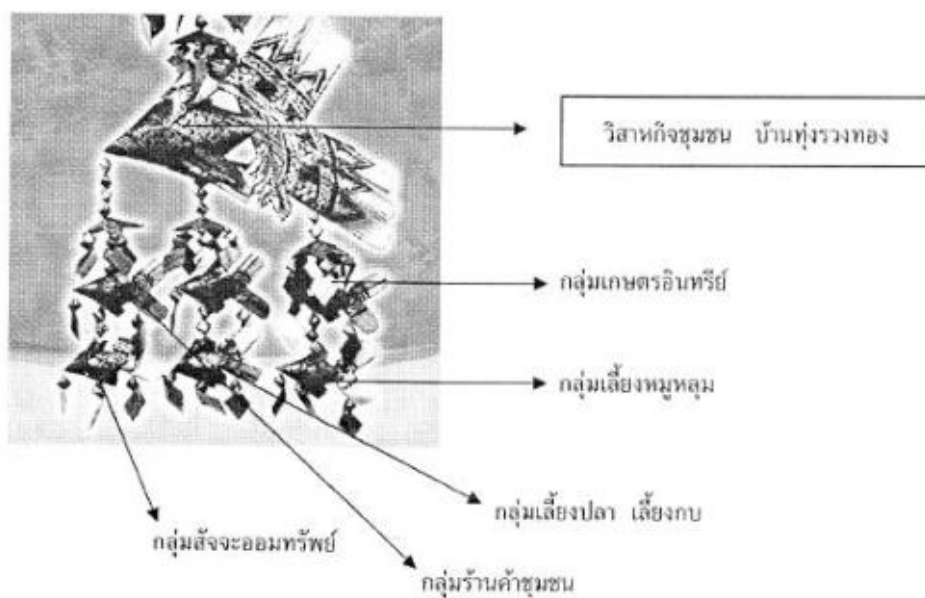 วิสาหกิจชุมชน บ้านทุ่งรวงทอง
กลุ่มเกษตรอินทรีย์
กลุ่มเลี้ยงหมูหลุม
กลุ่มเลี้ยงปลา เลี้ยงกบ
กลุ่มสัจจะออมทรัพย์
กลุ่มร้านค้าชุมชน